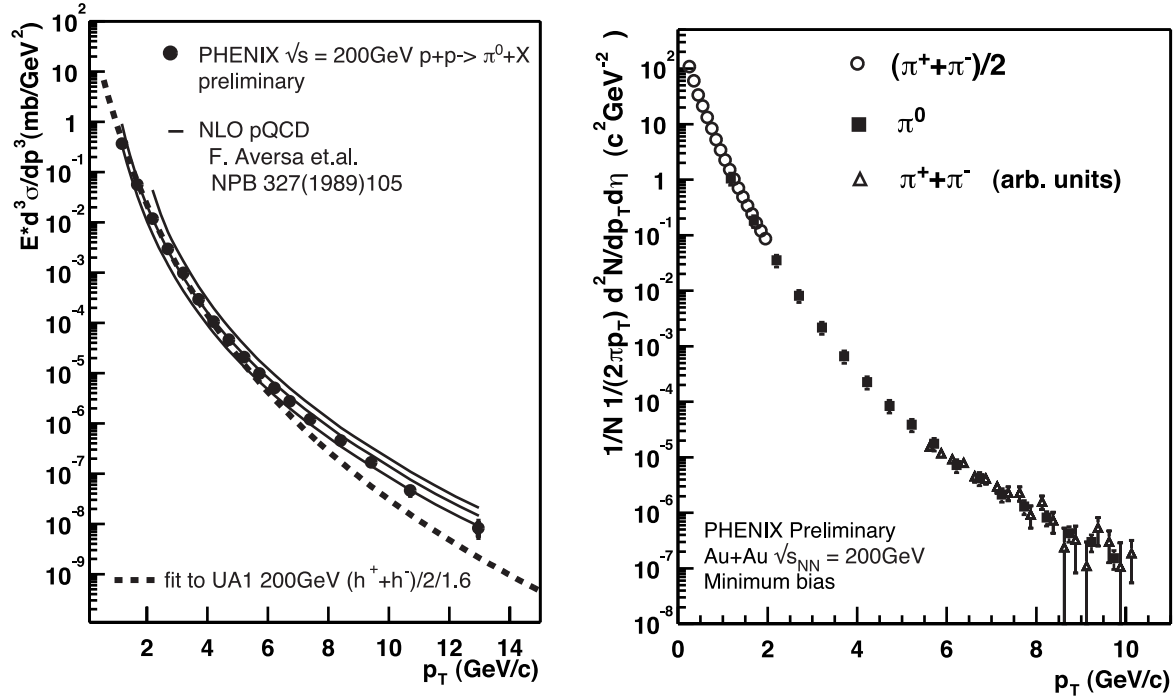 E*d³σ/dp³(mb/GeV²)
10²
10
1
10⁻¹
10⁻²
10⁻³
10⁻⁴
10⁻⁵
10⁻⁶
10⁻⁷
10⁻⁸
10⁻⁹
PHENIX √s = 200GeV p+p-> π⁰+X
preliminary
NLO pQCD
F. Aversa et.al.
NPB 327(1989)105
fit to UA1 200GeV (h⁺+h⁻)/2/1.6
2 4 6 8 10 12 14
p_T (GeV/c)
1/N 1/(2πp_T) d²N/dp_Tdη (c²GeV⁻²)
10²
10
1
10⁻¹
10⁻²
10⁻³
10⁻⁴
10⁻⁵
10⁻⁶
10⁻⁷
10⁻⁸
(π⁺+π⁻)/2
π⁰
π⁺+π⁻ (arb. units)
PHENIX Preliminary
Au+Au √s_NN = 200GeV
Minimum bias
0 2 4 6 8 10
p_T (GeV/c)